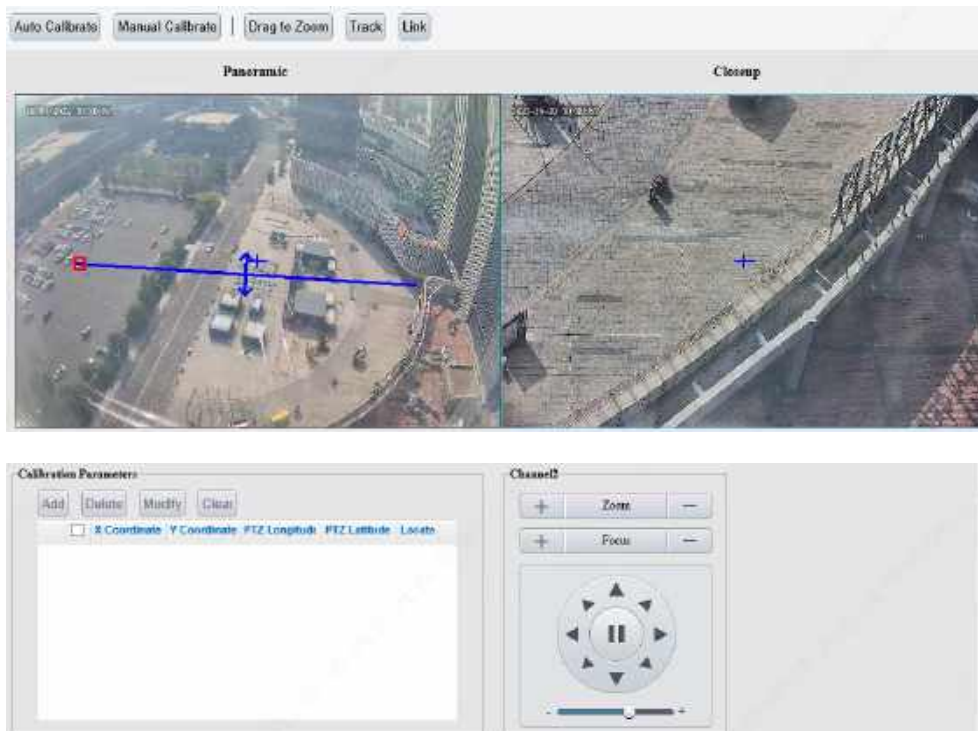 Auto Calibrate Manual Calibrate | Drag to Zoom Track Link
Panoramic Closeup
Calibration Parameters
Add Delete Modify Clear
X Coordinate Y Coordinate PTZ Longitude PTZ Latitude Locate
Channel2
+ Zoom −
+ Focus −
- +